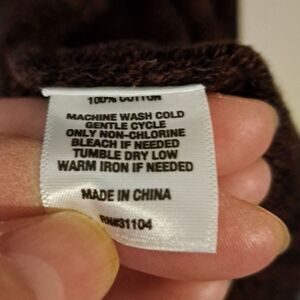 100% COTTON
MACHINE WASH COLD
GENTLE CYCLE
ONLY NON-CHLORINE
BLEACH IF NEEDED
TUMBLE DRY LOW
WARM IRON IF NEEDED
MADE IN CHINA
RN#31104